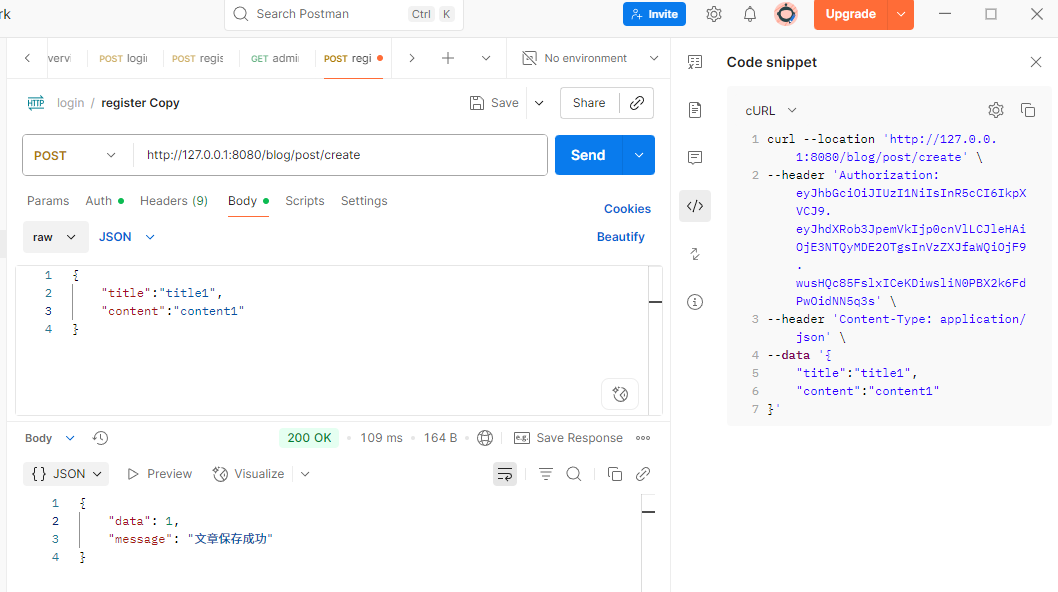 rk
Search Postman
Ctrl K
Invite
Upgrade
verv
POST login
POST regis
GET admi
POST regi
No environment
HTTP login / register Copy
Save
Share
POST
http://127.0.0.1:8080/blog/post/create
Send
Params Auth Headers (9) Body Scripts Settings
Cookies
raw JSON
Beautify
1 {
2 "title":"title1",
3 "content":"content1"
4 }
Body
200 OK • 109 ms • 164 B
e.g. Save Response
{} JSON Preview Visualize
1 {
2 "data": 1,
3 "message": "文章保存成功"
4 }
Code snippet
cURL
1 curl --location 'http://127.0.0.
1:8080/blog/post/create' \
2 --header 'Authorization:
eyJhbGciOiJIUzI1NiIsInR5cCI6IkpX
VCJ9.
eyJhdXRob3JpemVkIjp0cnVlLCJleHAi
OjE3NTQyMDE2OTgsInVzZXJfaWQiOjF9
.
wusHQc85FslxICeKDiwsliN0PBX2k6Fd
PwOidNN5q3s' \
3 --header 'Content-Type: application/
json' \
4 --data '{
5 "title":"title1",
6 "content":"content1"
7 }'